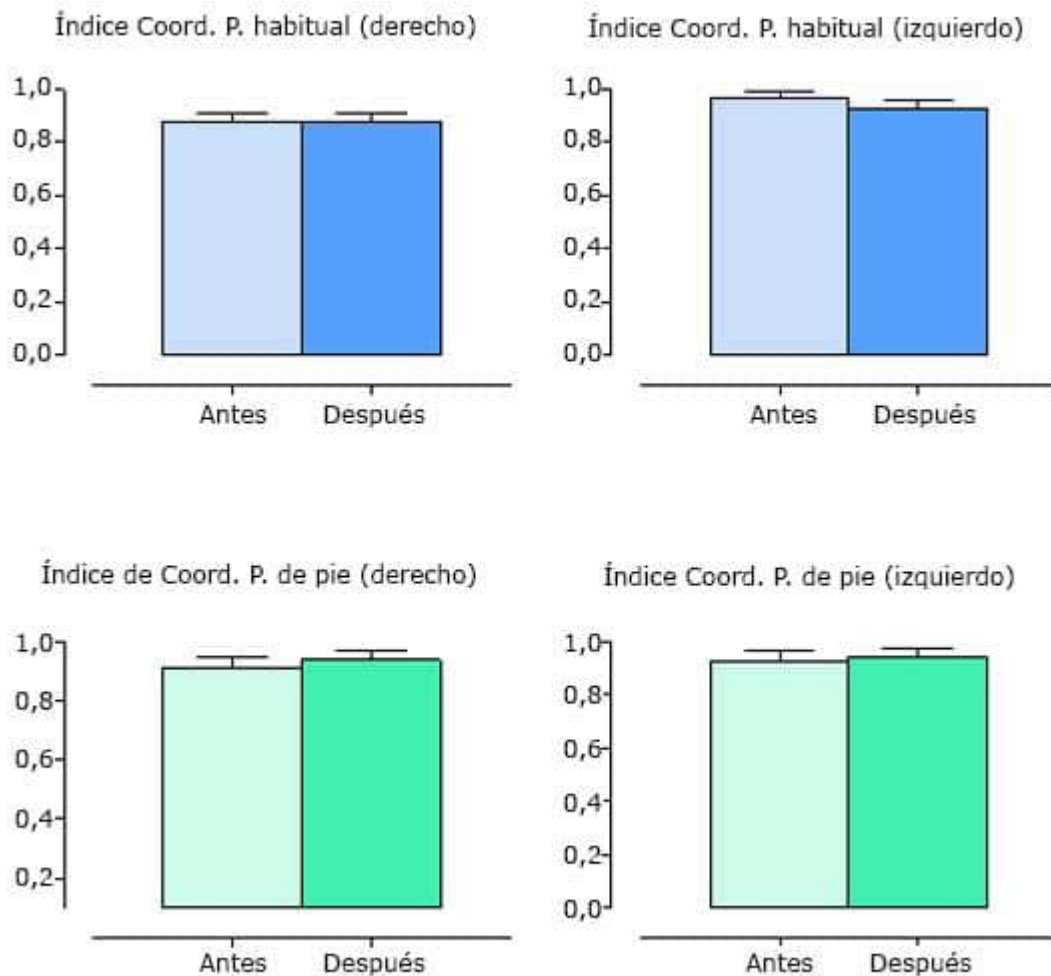 Índice Coord. P. habitual (derecho)
1,0
0,8
0,6
0,4
0,2
0,0
Antes Después
Índice Coord. P. habitual (izquierdo)
1,0
0,8
0,6
0,4
0,2
0,0
Antes Después
Índice de Coord. P. de pie (derecho)
1,0
0,8
0,6
0,4
0,2
Antes Después
Índice Coord. P. de pie (izquierdo)
1,0
0,8
0,6
0,4
0,2
0,0
Antes Después